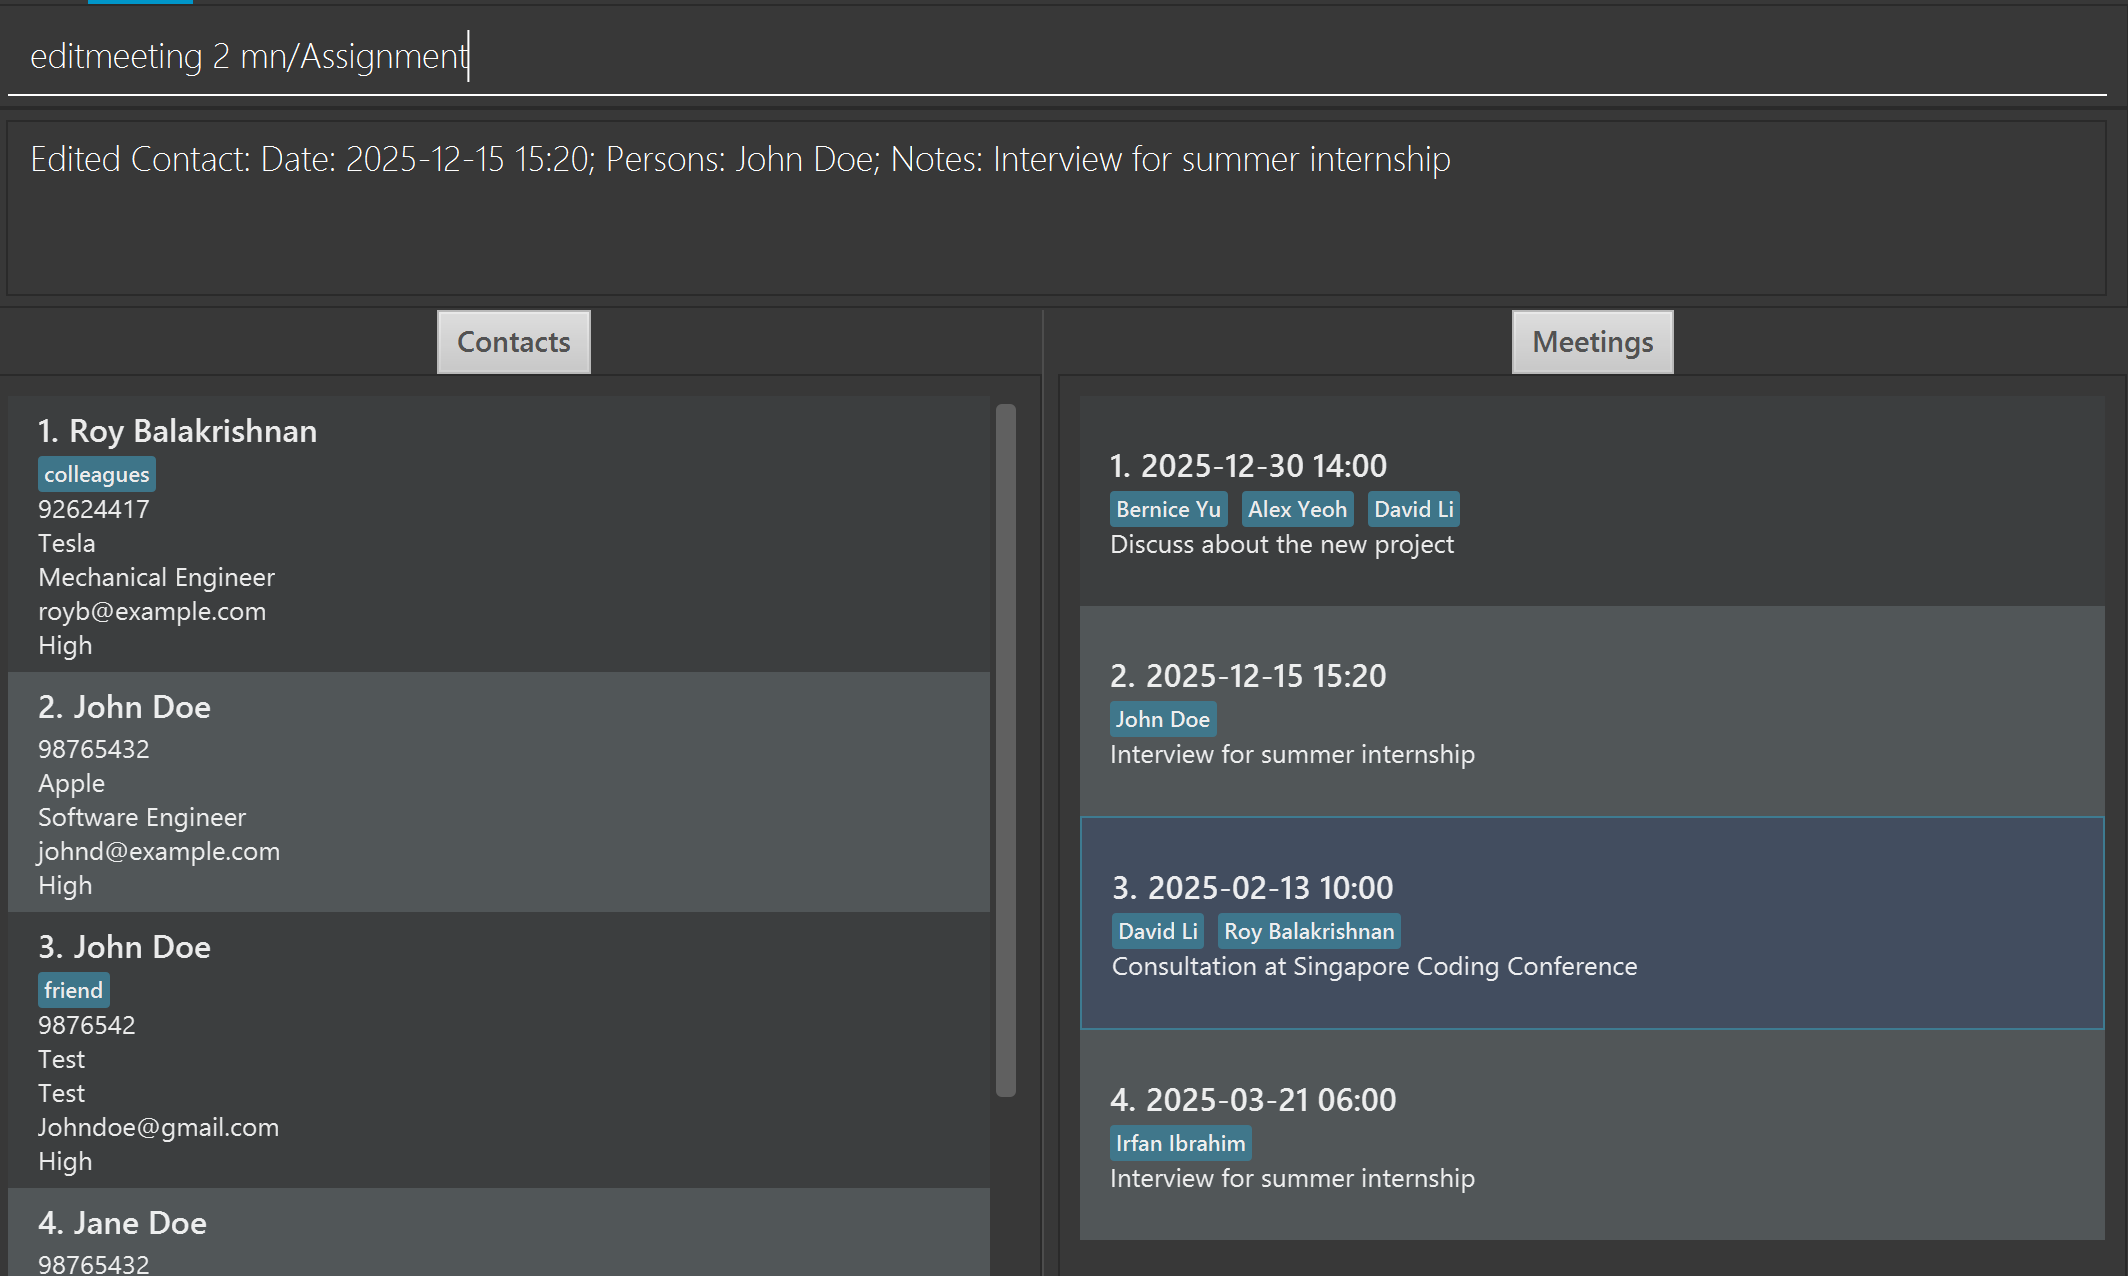 editmeeting 2 mn/Assignment
Edited Contact: Date: 2025-12-15 15:20; Persons: John Doe; Notes: Interview for summer internship
Contacts
1. Roy Balakrishnan
colleagues
92624417
Tesla
Mechanical Engineer
royb@example.com
High
2. John Doe
98765432
Apple
Software Engineer
johnd@example.com
High
3. John Doe
friend
9876542
Test
Test
Johndoe@gmail.com
High
4. Jane Doe
98765432
Meetings
1. 2025-12-30 14:00
Bernice Yu Alex Yeoh David Li
Discuss about the new project
2. 2025-12-15 15:20
John Doe
Interview for summer internship
3. 2025-02-13 10:00
David Li Roy Balakrishnan
Consultation at Singapore Coding Conference
4. 2025-03-21 06:00
Irfan Ibrahim
Interview for summer internship